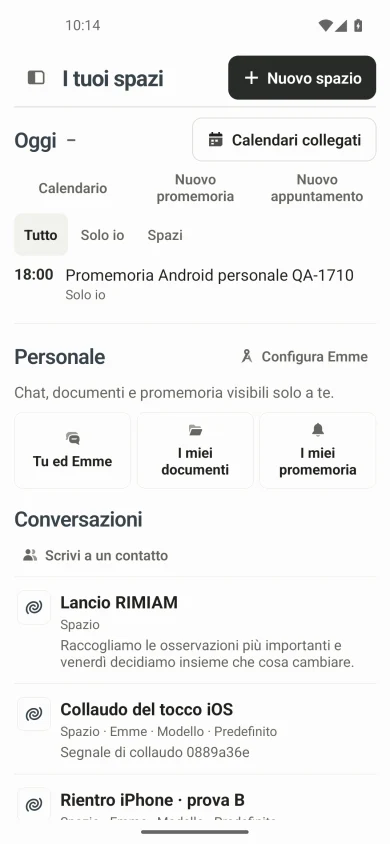 10:14
I tuoi spazi
Nuovo spazio
Oggi –
Calendari collegati
Calendario
Nuovo promemoria
Nuovo appuntamento
Tutto
Solo io
Spazi
18:00 Promemoria Android personale QA-1710
Solo io
Personale
Configura Emme
Chat, documenti e promemoria visibili solo a te.
Tu ed Emme
I miei documenti
I miei promemoria
Conversazioni
Scrivi a un contatto
Lancio RIMIAM
Spazio
Raccogliamo le osservazioni più importanti e
venerdì decidiamo insieme che cosa cambiare.
Collaudo del tocco iOS
Spazio · Emme · Modello · Predefinito
Segnale di collaudo 0889a36e
Rientro iPhone · prova B
Spazio · Emme · Modello · Predefinito